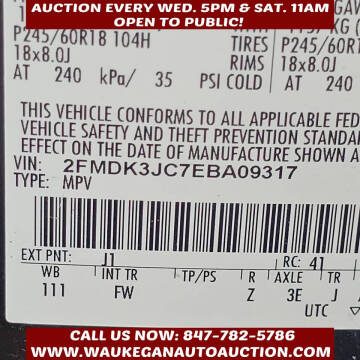 AUCTION EVERY WED. 5PM & SAT. 11AM
OPEN TO PUBLIC!
P245/60R18 104H TIRES P245/60R1
18x8.0J RIMS 18x8.0J
AT 240 kPa/ 35 PSI COLD AT 240
THIS VEHICLE CONFORMS TO ALL APPLICABLE FED
VEHICLE SAFETY AND THEFT PREVENTION STANDA
EFFECT ON THE DATE OF MANUFACTURE SHOWN A
VIN: 2FMDK3JC7EBA09317
TYPE: MPV
EXT PNT: J1 RC: 41
WB INT TR TP/PS R AXLE TR
111 FW Z 3E J
UTC
CALL US NOW: 847-782-5786
WWW.WAUKEGANAUTOAUCTION.COM